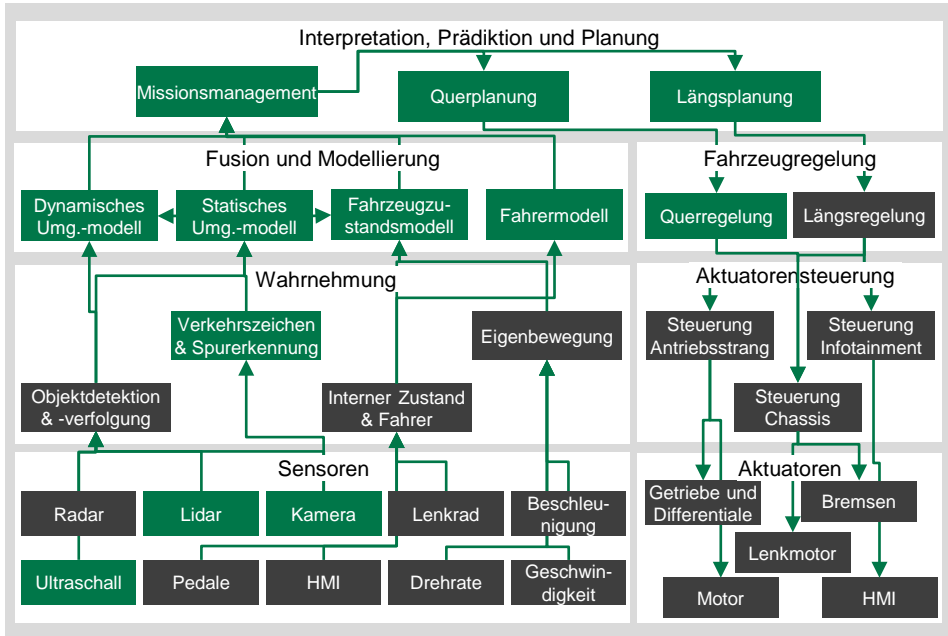 Interpretation, Prädiktion und Planung
Missionsmanagement
Querplanung
Längsplanung
Fusion und Modellierung
Dynamisches
Umg.-modell
Statisches
Umg.-modell
Fahrzeugzu-
standsmodell
Fahrermodell
Fahrzeugregelung
Querregelung
Längsregelung
Wahrnehmung
Verkehrszeichen
& Spurerkennung
Eigenbewegung
Objektdetektion
& -verfolgung
Interner Zustand
& Fahrer
Aktuatorensteuerung
Steuerung
Antriebsstrang
Steuerung
Infotainment
Steuerung
Chassis
Sensoren
Radar
Lidar
Kamera
Lenkrad
Beschleu-
nigung
Ultraschall
Pedale
HMI
Drehrate
Geschwin-
digkeit
Aktuatoren
Getriebe und
Differentiale
Bremsen
Lenkmotor
Motor
HMI